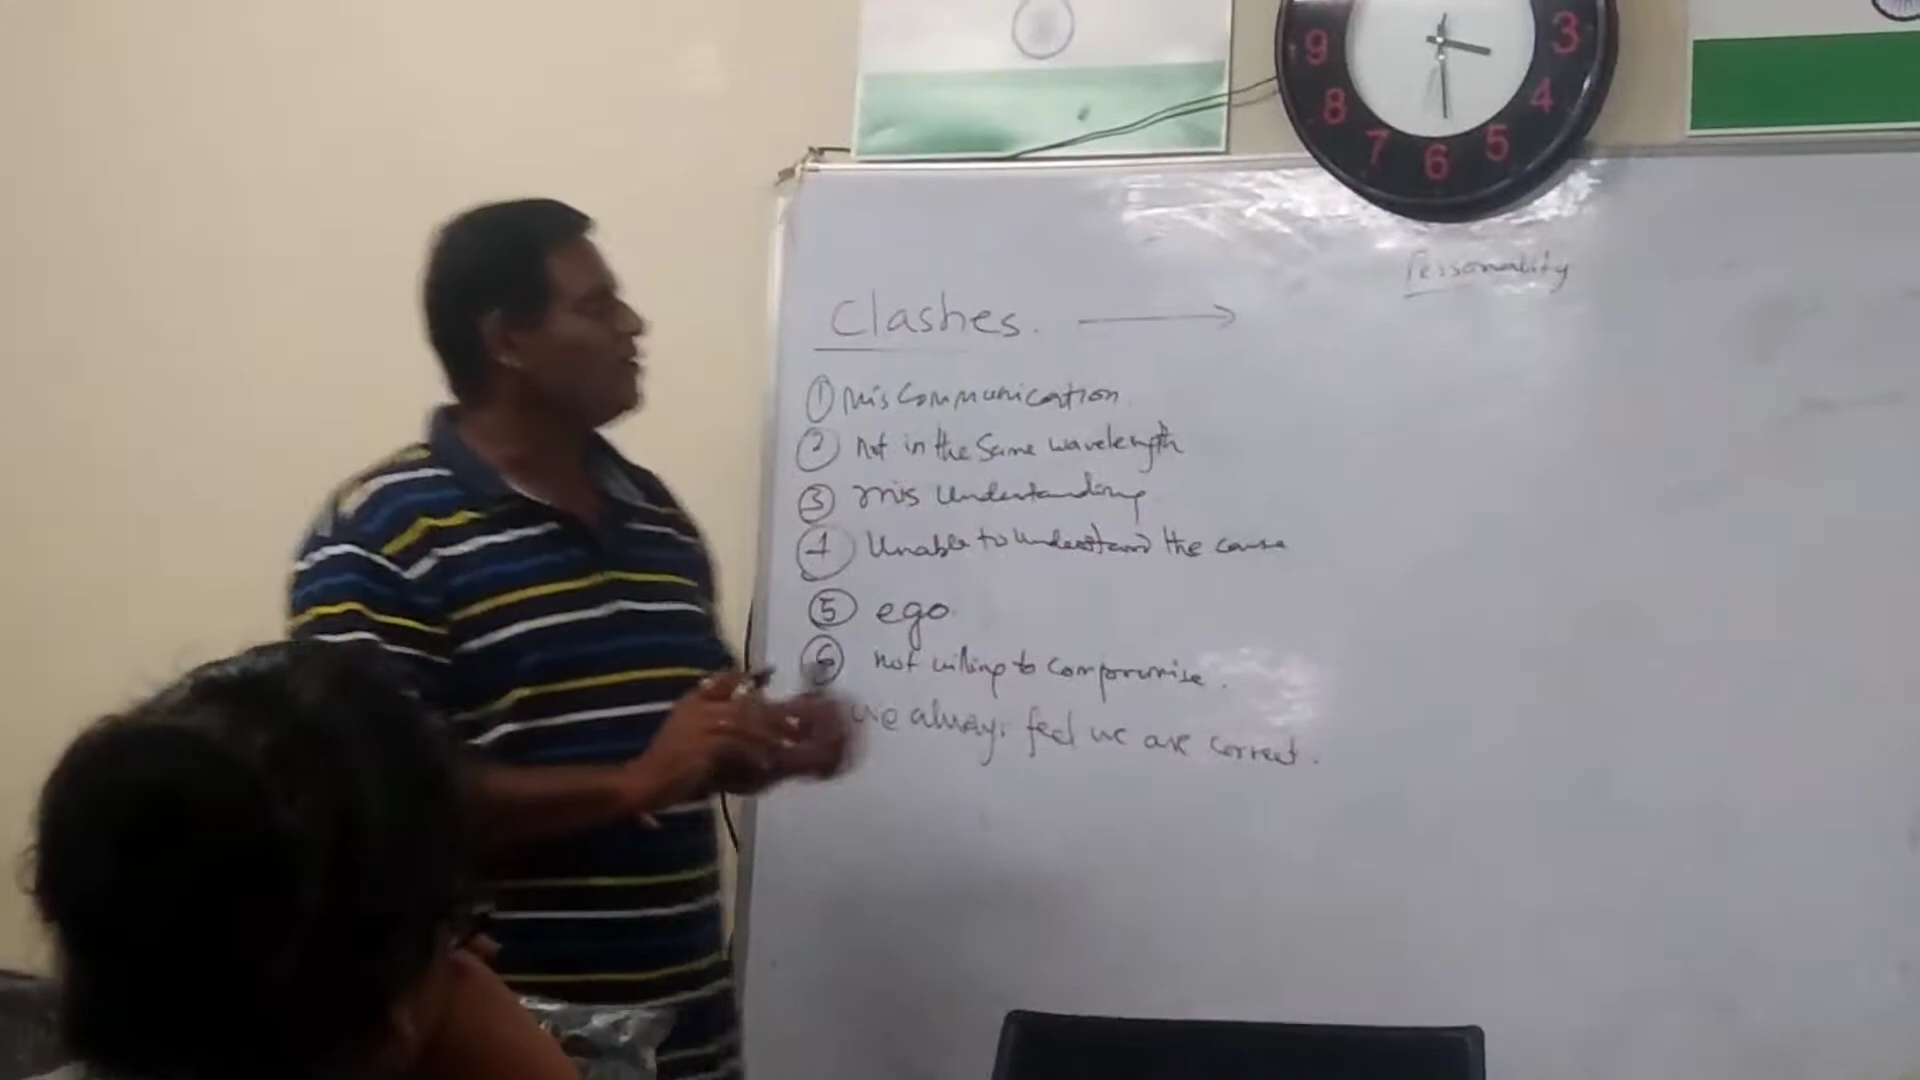 9 3
8 4
7 6 5
Personality
Clashes. →
① mis communication.
② not in the same wavelength
③ mis understanding
④ Unable to understand the cause
⑤ ego.
⑥ not willing to compromise.
we always feel we are correct.